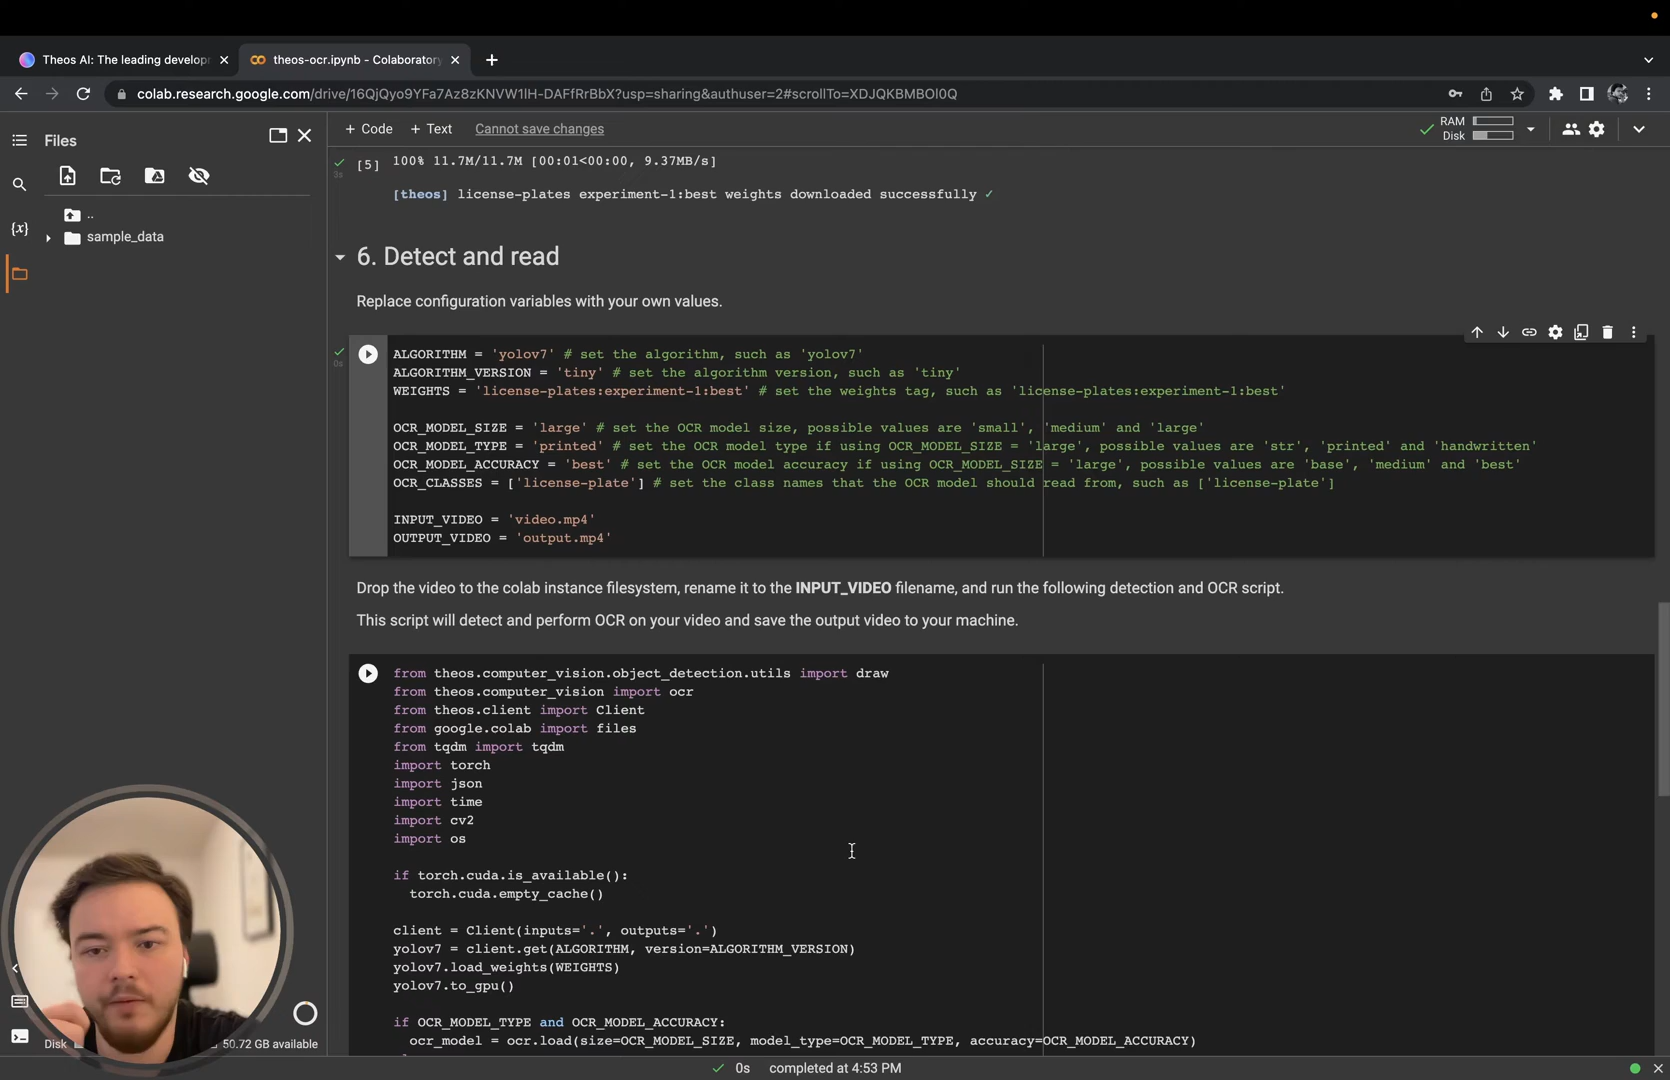 Theos AI: The leading develop
theos-ocr.ipynb - Colaboratory
colab.research.google.com/drive/16QjQyo9YFa7Az8zKNVW1lH-DAFfRrBbX?usp=sharing&authuser=2#scrollTo=XDJQKBMBOl0Q
Files
+ Code + Text Cannot save changes
RAM
Disk
..
sample_data
[5]
3s
100% 11.7M/11.7M [00:01<00:00, 9.37MB/s]
[theos] license-plates experiment-1:best weights downloaded successfully ✓
{x}
6. Detect and read
Replace configuration variables with your own values.
0s
ALGORITHM = 'yolov7' # set the algorithm, such as 'yolov7'
ALGORITHM_VERSION = 'tiny' # set the algorithm version, such as 'tiny'
WEIGHTS = 'license-plates:experiment-1:best' # set the weights tag, such as 'license-plates:experiment-1:best'
OCR_MODEL_SIZE = 'large' # set the OCR model size, possible values are 'small', 'medium' and 'large'
OCR_MODEL_TYPE = 'printed' # set the OCR model type if using OCR_MODEL_SIZE = 'large', possible values are 'str', 'printed' and 'handwritten'
OCR_MODEL_ACCURACY = 'best' # set the OCR model accuracy if using OCR_MODEL_SIZE = 'large', possible values are 'base', 'medium' and 'best'
OCR_CLASSES = ['license-plate'] # set the class names that the OCR model should read from, such as ['license-plate']
INPUT_VIDEO = 'video.mp4'
OUTPUT_VIDEO = 'output.mp4'
Drop the video to the colab instance filesystem, rename it to the INPUT_VIDEO filename, and run the following detection and OCR script.
This script will detect and perform OCR on your video and save the output video to your machine.
from theos.computer_vision.object_detection.utils import draw
from theos.computer_vision import ocr
from theos.client import Client
from google.colab import files
from tqdm import tqdm
import torch
import json
import time
import cv2
import os
if torch.cuda.is_available():
torch.cuda.empty_cache()
client = Client(inputs='.', outputs='.')
yolov7 = client.get(ALGORITHM, version=ALGORITHM_VERSION)
yolov7.load_weights(WEIGHTS)
yolov7.to_gpu()
if OCR_MODEL_TYPE and OCR_MODEL_ACCURACY:
ocr_model = ocr.load(size=OCR_MODEL_SIZE, model_type=OCR_MODEL_TYPE, accuracy=OCR_MODEL_ACCURACY)
Disk 50.72 GB available
0s completed at 4:53 PM